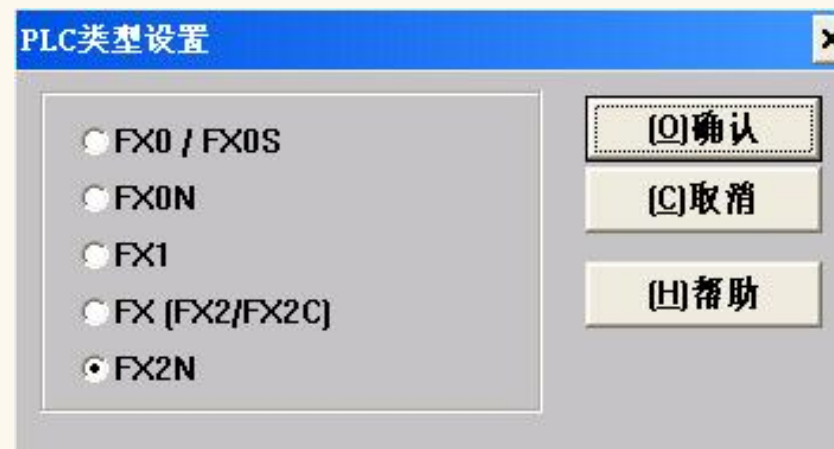 PLC类型设置
FX0 / FX0S
FX0N
FX1
FX (FX2/FX2C)
FX2N
(O)确认
(C)取消
(H)帮助